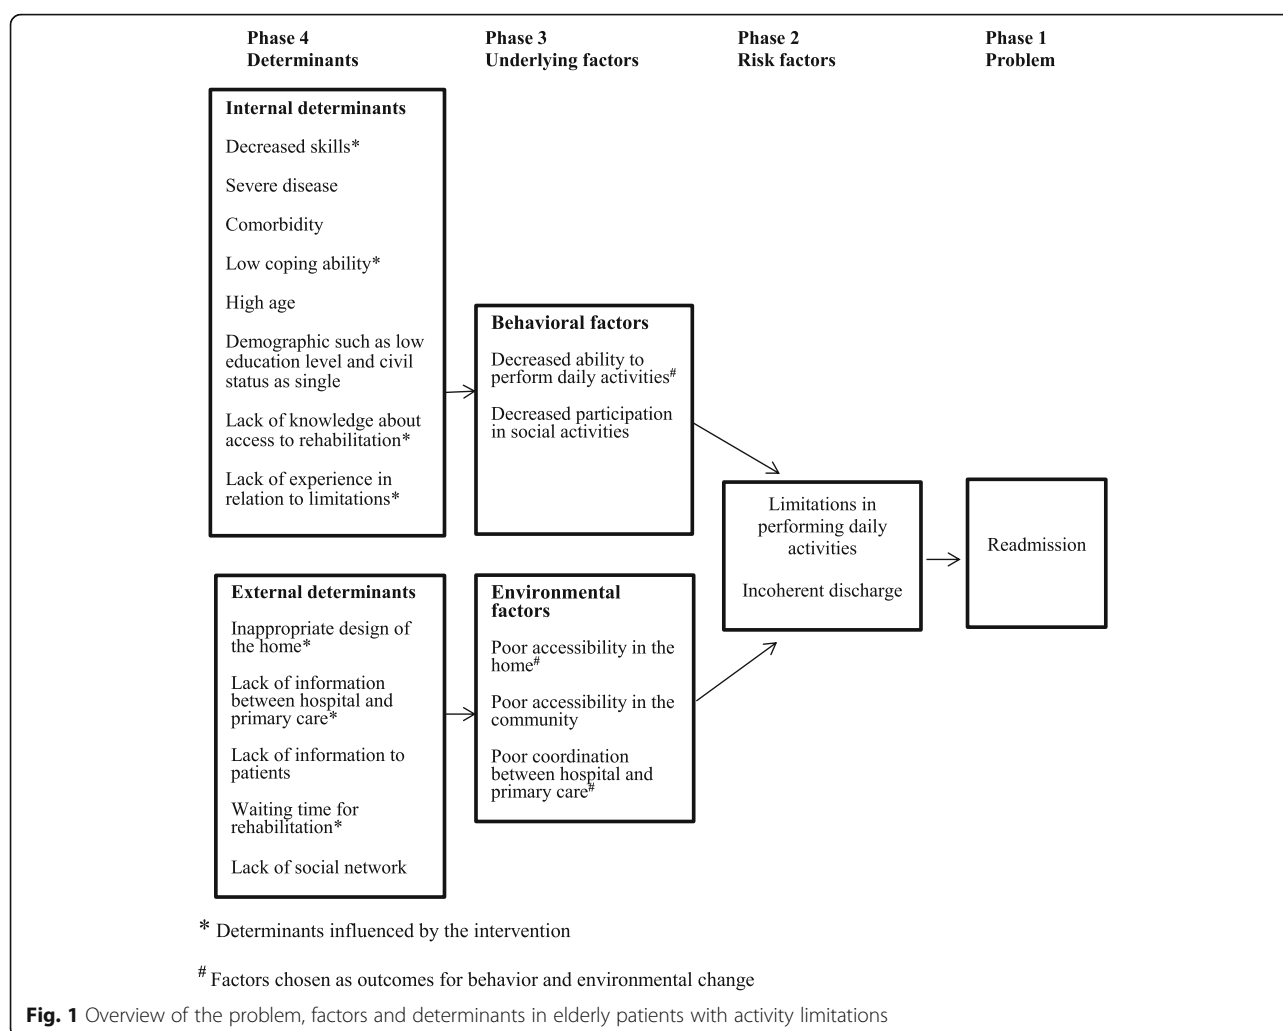 Phase 4
Determinants
Phase 3
Underlying factors
Phase 2
Risk factors
Phase 1
Problem
Internal determinants
Decreased skills*
Severe disease
Comorbidity
Low coping ability*
High age
Demographic such as low
education level and civil
status as single
Lack of knowledge about
access to rehabilitation*
Lack of experience in
relation to limitations*
External determinants
Inappropriate design of
the home*
Lack of information
between hospital and
primary care*
Lack of information to
patients
Waiting time for
rehabilitation*
Lack of social network
Behavioral factors
Decreased ability to
perform daily activities#
Decreased participation
in social activities
Environmental
factors
Poor accessibility in the
home#
Poor accessibility in the
community
Poor coordination
between hospital and
primary care#
Limitations in
performing daily
activities
Incoherent discharge
Readmission
* Determinants influenced by the intervention
# Factors chosen as outcomes for behavior and environmental change
Fig. 1 Overview of the problem, factors and determinants in elderly patients with activity limitations